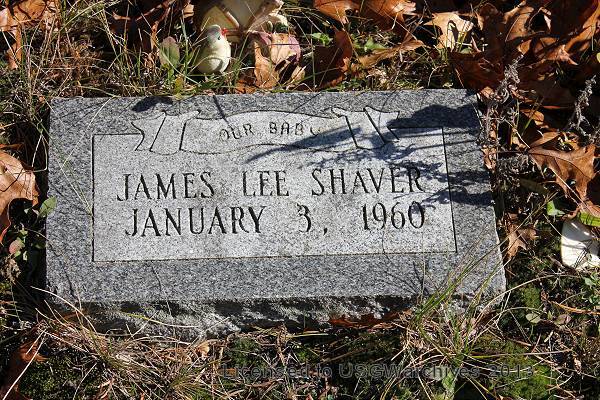 OUR BABY
JAMES LEE SHAVER
JANUARY 3, 1960
Licensed to USGWarchives 2013